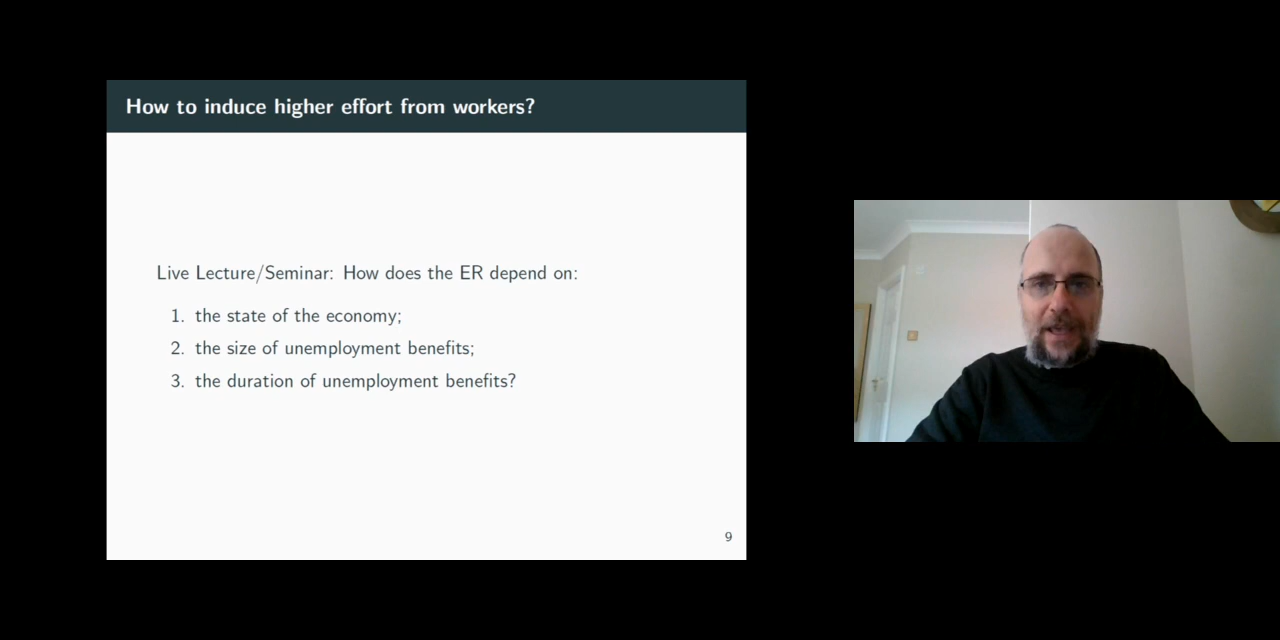 How to induce higher effort from workers?
Live Lecture/Seminar: How does the ER depend on:
1. the state of the economy;
2. the size of unemployment benefits;
3. the duration of unemployment benefits?
9